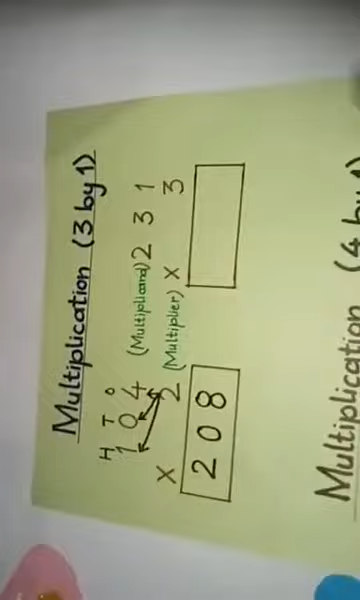 Multiplication (3 by 1)
H T O
1 0 4 (Multiplicand) 2 3 1
x 2 (Multiplier) x 3
2 0 8
Multiplication (4 by 1)